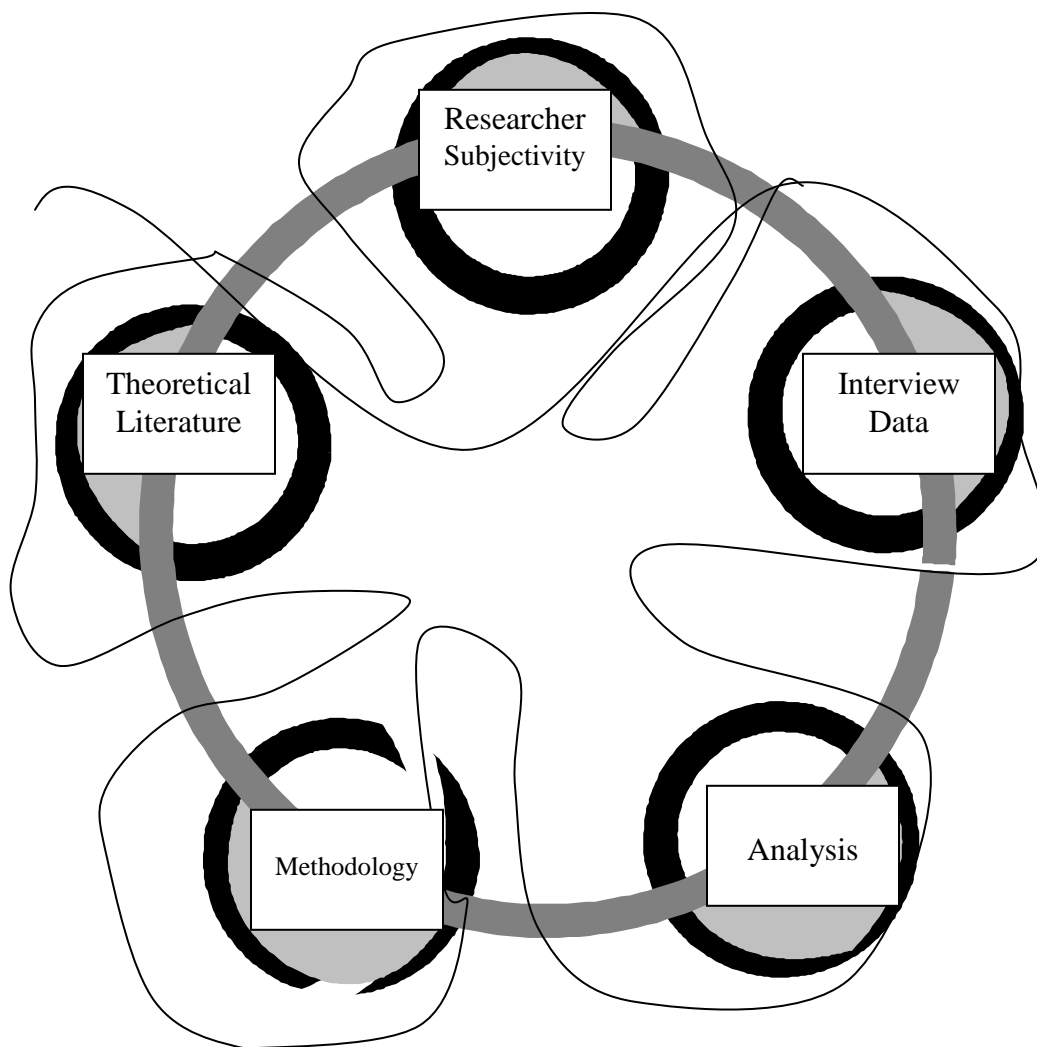 Researcher
Subjectivity
Theoretical
Literature
Interview
Data
Methodology
Analysis